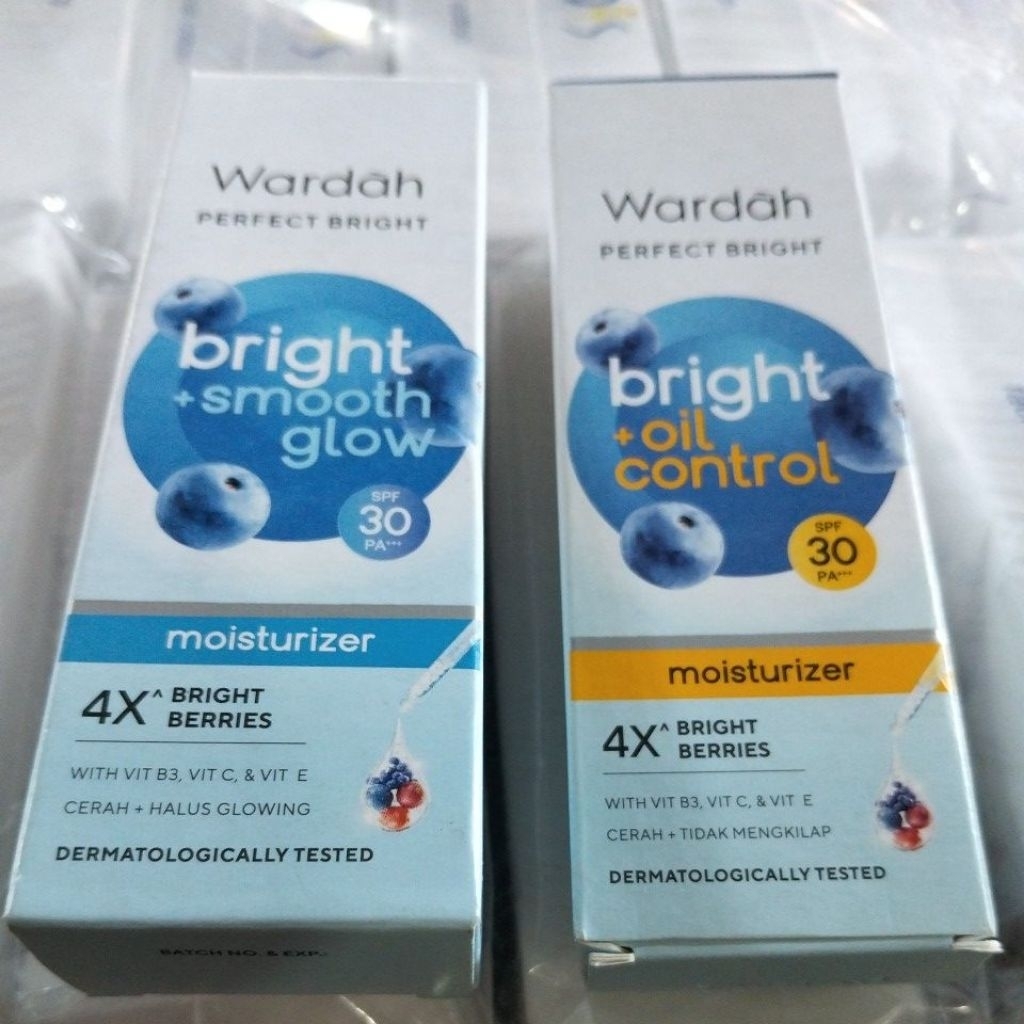 Wardâh
PERFECT BRIGHT
bright
+smooth
glow
SPF
30
PA+++
moisturizer
4X^ BRIGHT
BERRIES
WITH VIT B3, VIT C, & VIT E
CERAH + HALUS GLOWING
DERMATOLOGICALLY TESTED
BATCH NO. & EXP.:
Wardâh
PERFECT BRIGHT
bright
+oil
control
SPF
30
PA+++
moisturizer
4X^ BRIGHT
BERRIES
WITH VIT B3, VIT C, & VIT E
CERAH + TIDAK MENGKILAP
DERMATOLOGICALLY TESTED